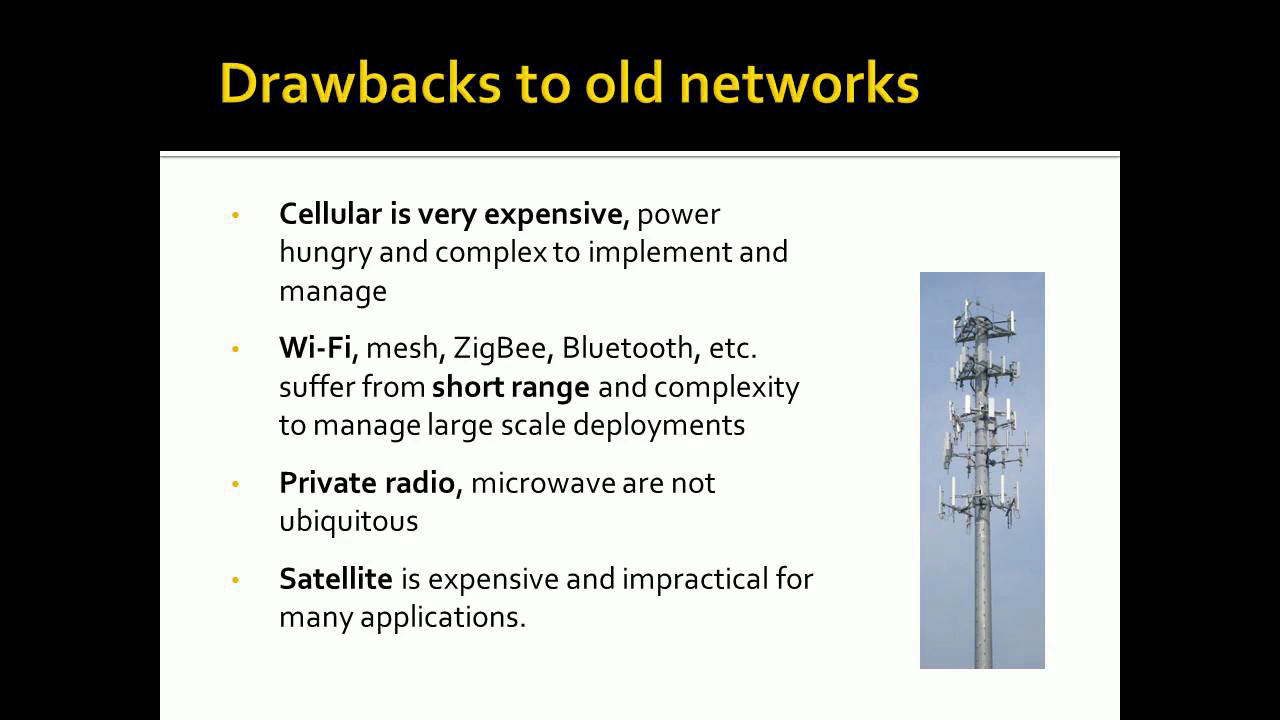 Drawbacks to old networks
• Cellular is very expensive, power
hungry and complex to implement and
manage
• Wi-Fi, mesh, ZigBee, Bluetooth, etc.
suffer from short range and complexity
to manage large scale deployments
• Private radio, microwave are not
ubiquitous
• Satellite is expensive and impractical for
many applications.